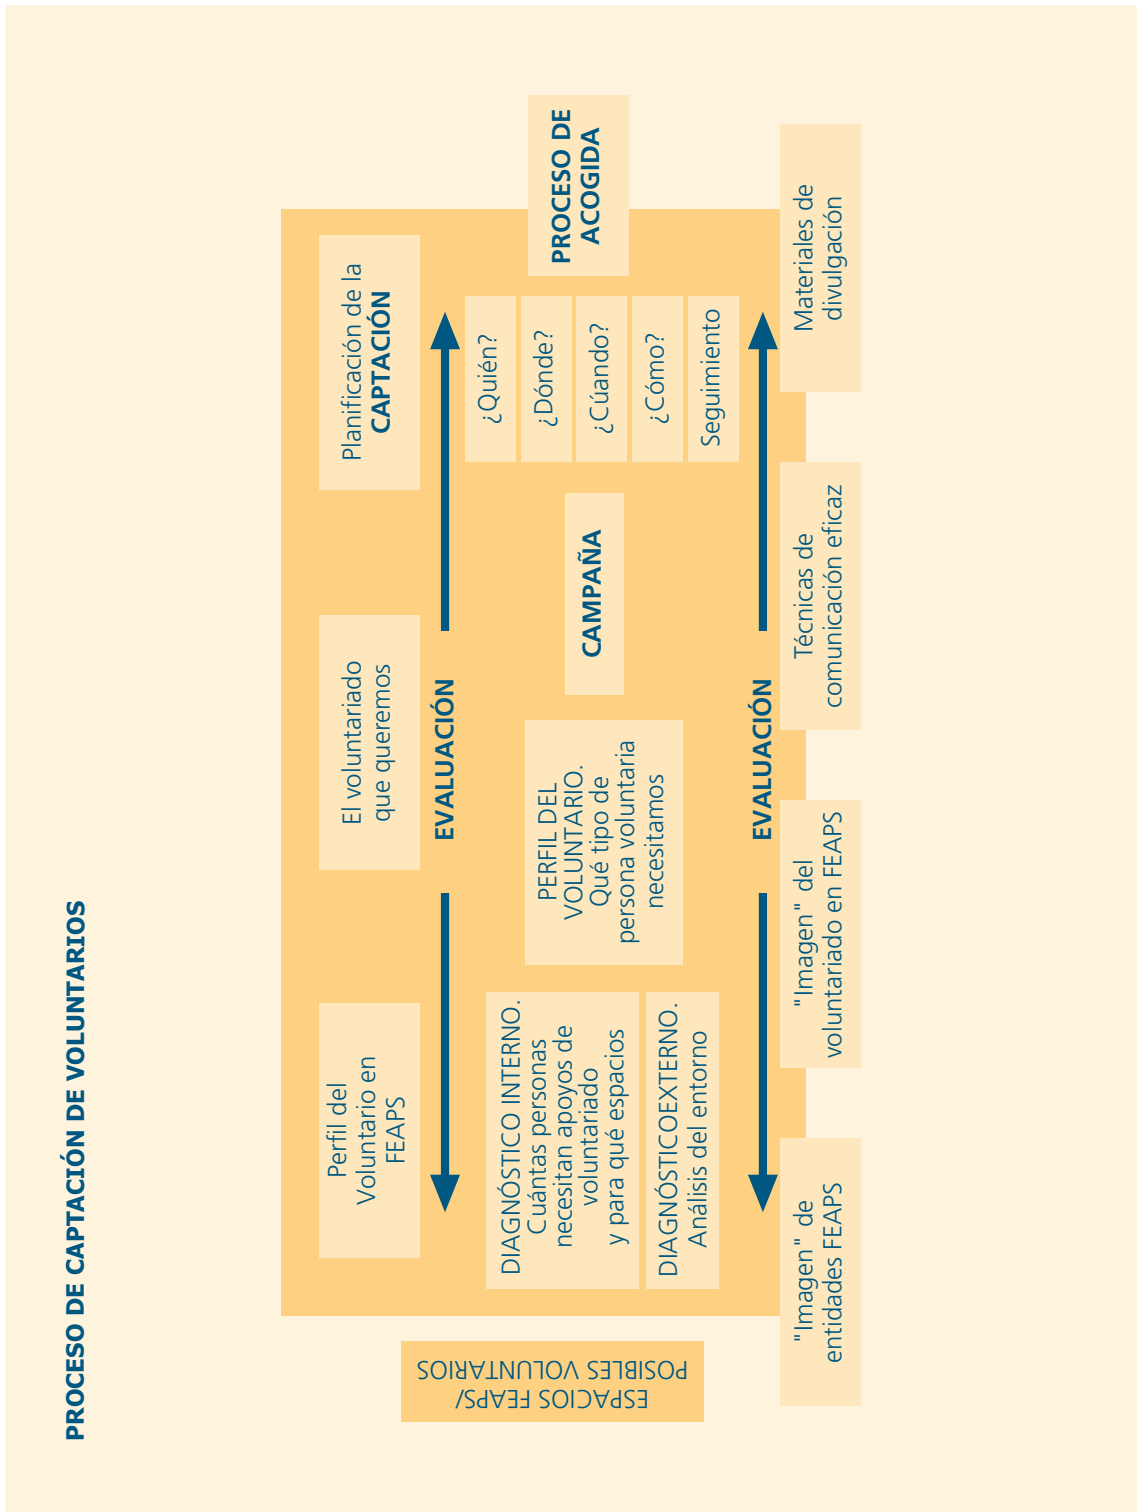 PROCESO DE CAPTACIÓN DE VOLUNTARIOS
Perfil del
Voluntario en
FEAPS
El voluntariado
que queremos
Planificación de la
CAPTACIÓN
EVALUACIÓN
ESPACIOS FEAPS/
POSIBLES VOLUNTARIOS
DIAGNÓSTICO INTERNO.
Cuántas personas
necesitan apoyos de
voluntariado
y para qué espacios
DIAGNÓSTICOEXTERNO.
Análisis del entorno
PERFIL DEL
VOLUNTARIO.
Qué tipo de
persona voluntaria
necesitamos
CAMPAÑA
¿Quién?
¿Dónde?
¿Cúando?
¿Cómo?
Seguimiento
PROCESO DE
ACOGIDA
EVALUACIÓN
"Imagen" de
entidades FEAPS
"Imagen" del
voluntariado en FEAPS
Técnicas de
comunicación eficaz
Materiales de
divulgación